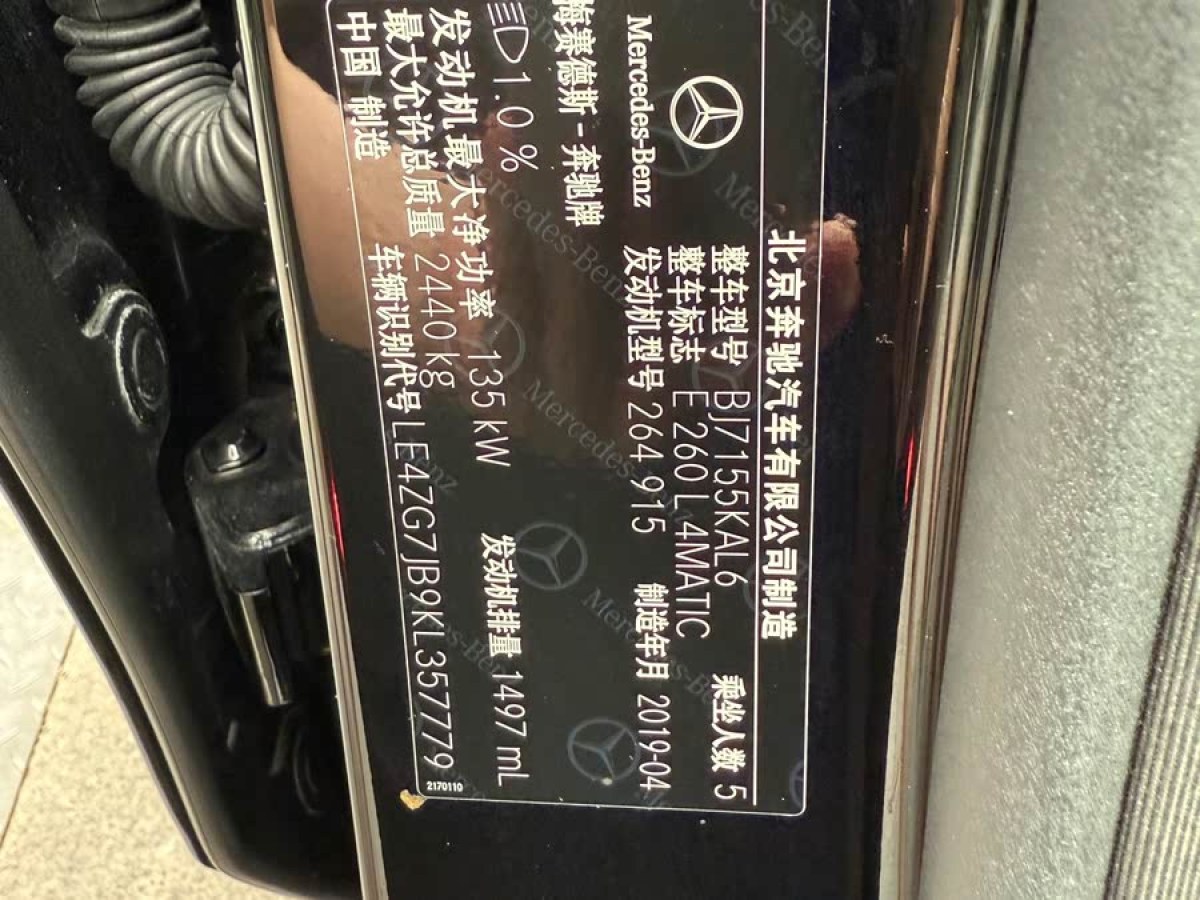 北京奔驰汽车有限公司制造
整车型号 BJ7155KAL6 乘坐人数 5
整车标志 E 260 L 4MATIC
Mercedes-Benz 发动机型号 264 915 制造年月 2019-04
梅赛德斯-奔驰牌
1.0 %
发动机最大净功率 135 kW 发动机排量 1497 mL
最大允许总质量 2440 kg
中国 制造 车辆识别代号 LE4ZG7JB9KL357779
2170110